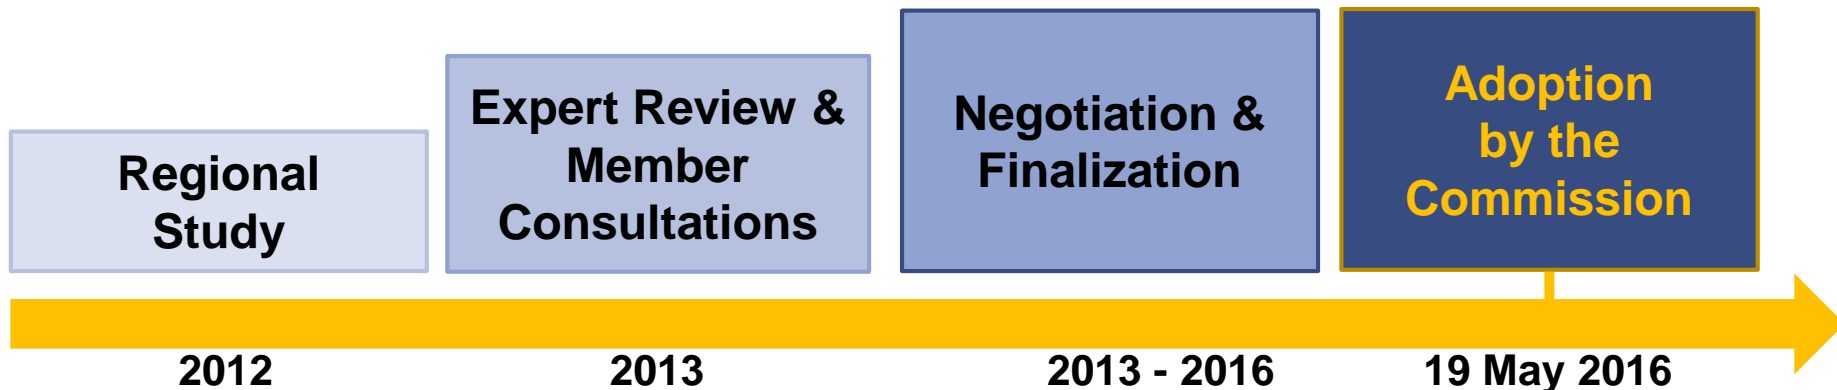 Regional
Study
Expert Review &
Member
Consultations
Negotiation &
Finalization
Adoption
by the
Commission
2012
2013
2013 - 2016
19 May 2016